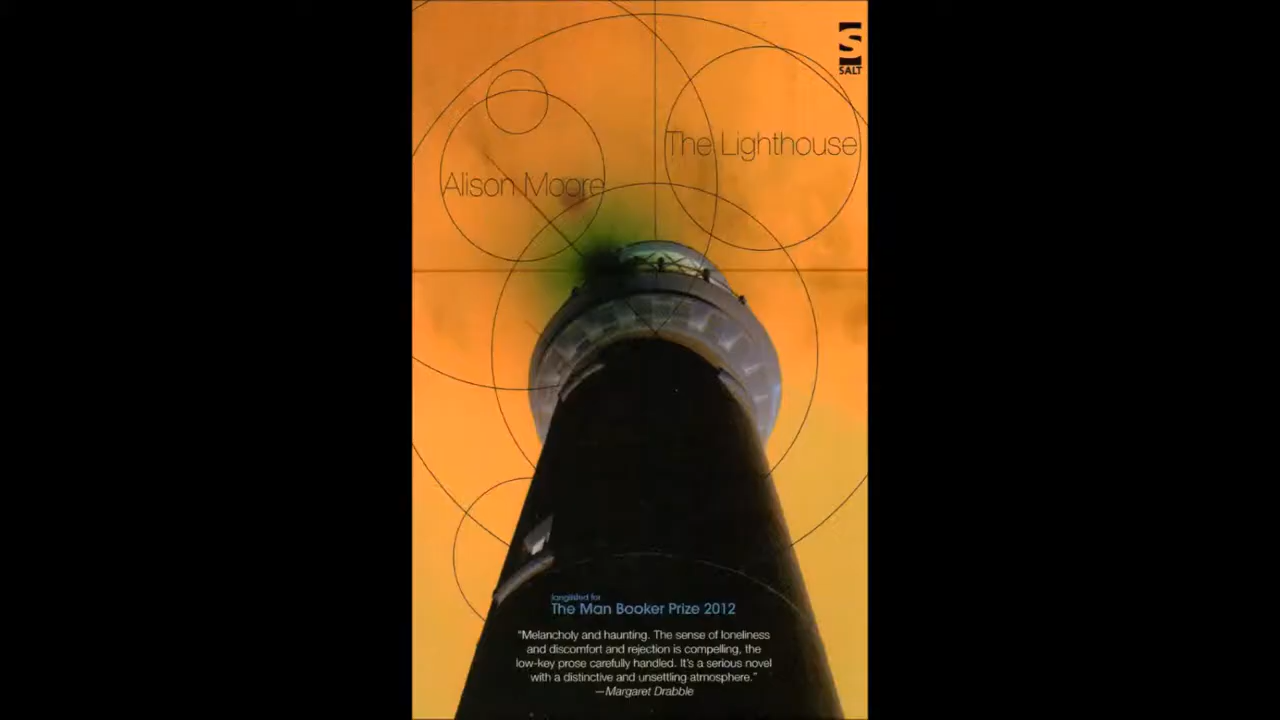 SALT
The Lighthouse
Alison Moore
longlisted for
The Man Booker Prize 2012
"Melancholy and haunting. The sense of loneliness
and discomfort and rejection is compelling, the
low-key prose carefully handled. It's a serious novel
with a distinctive and unsettling atmosphere."
—Margaret Drabble